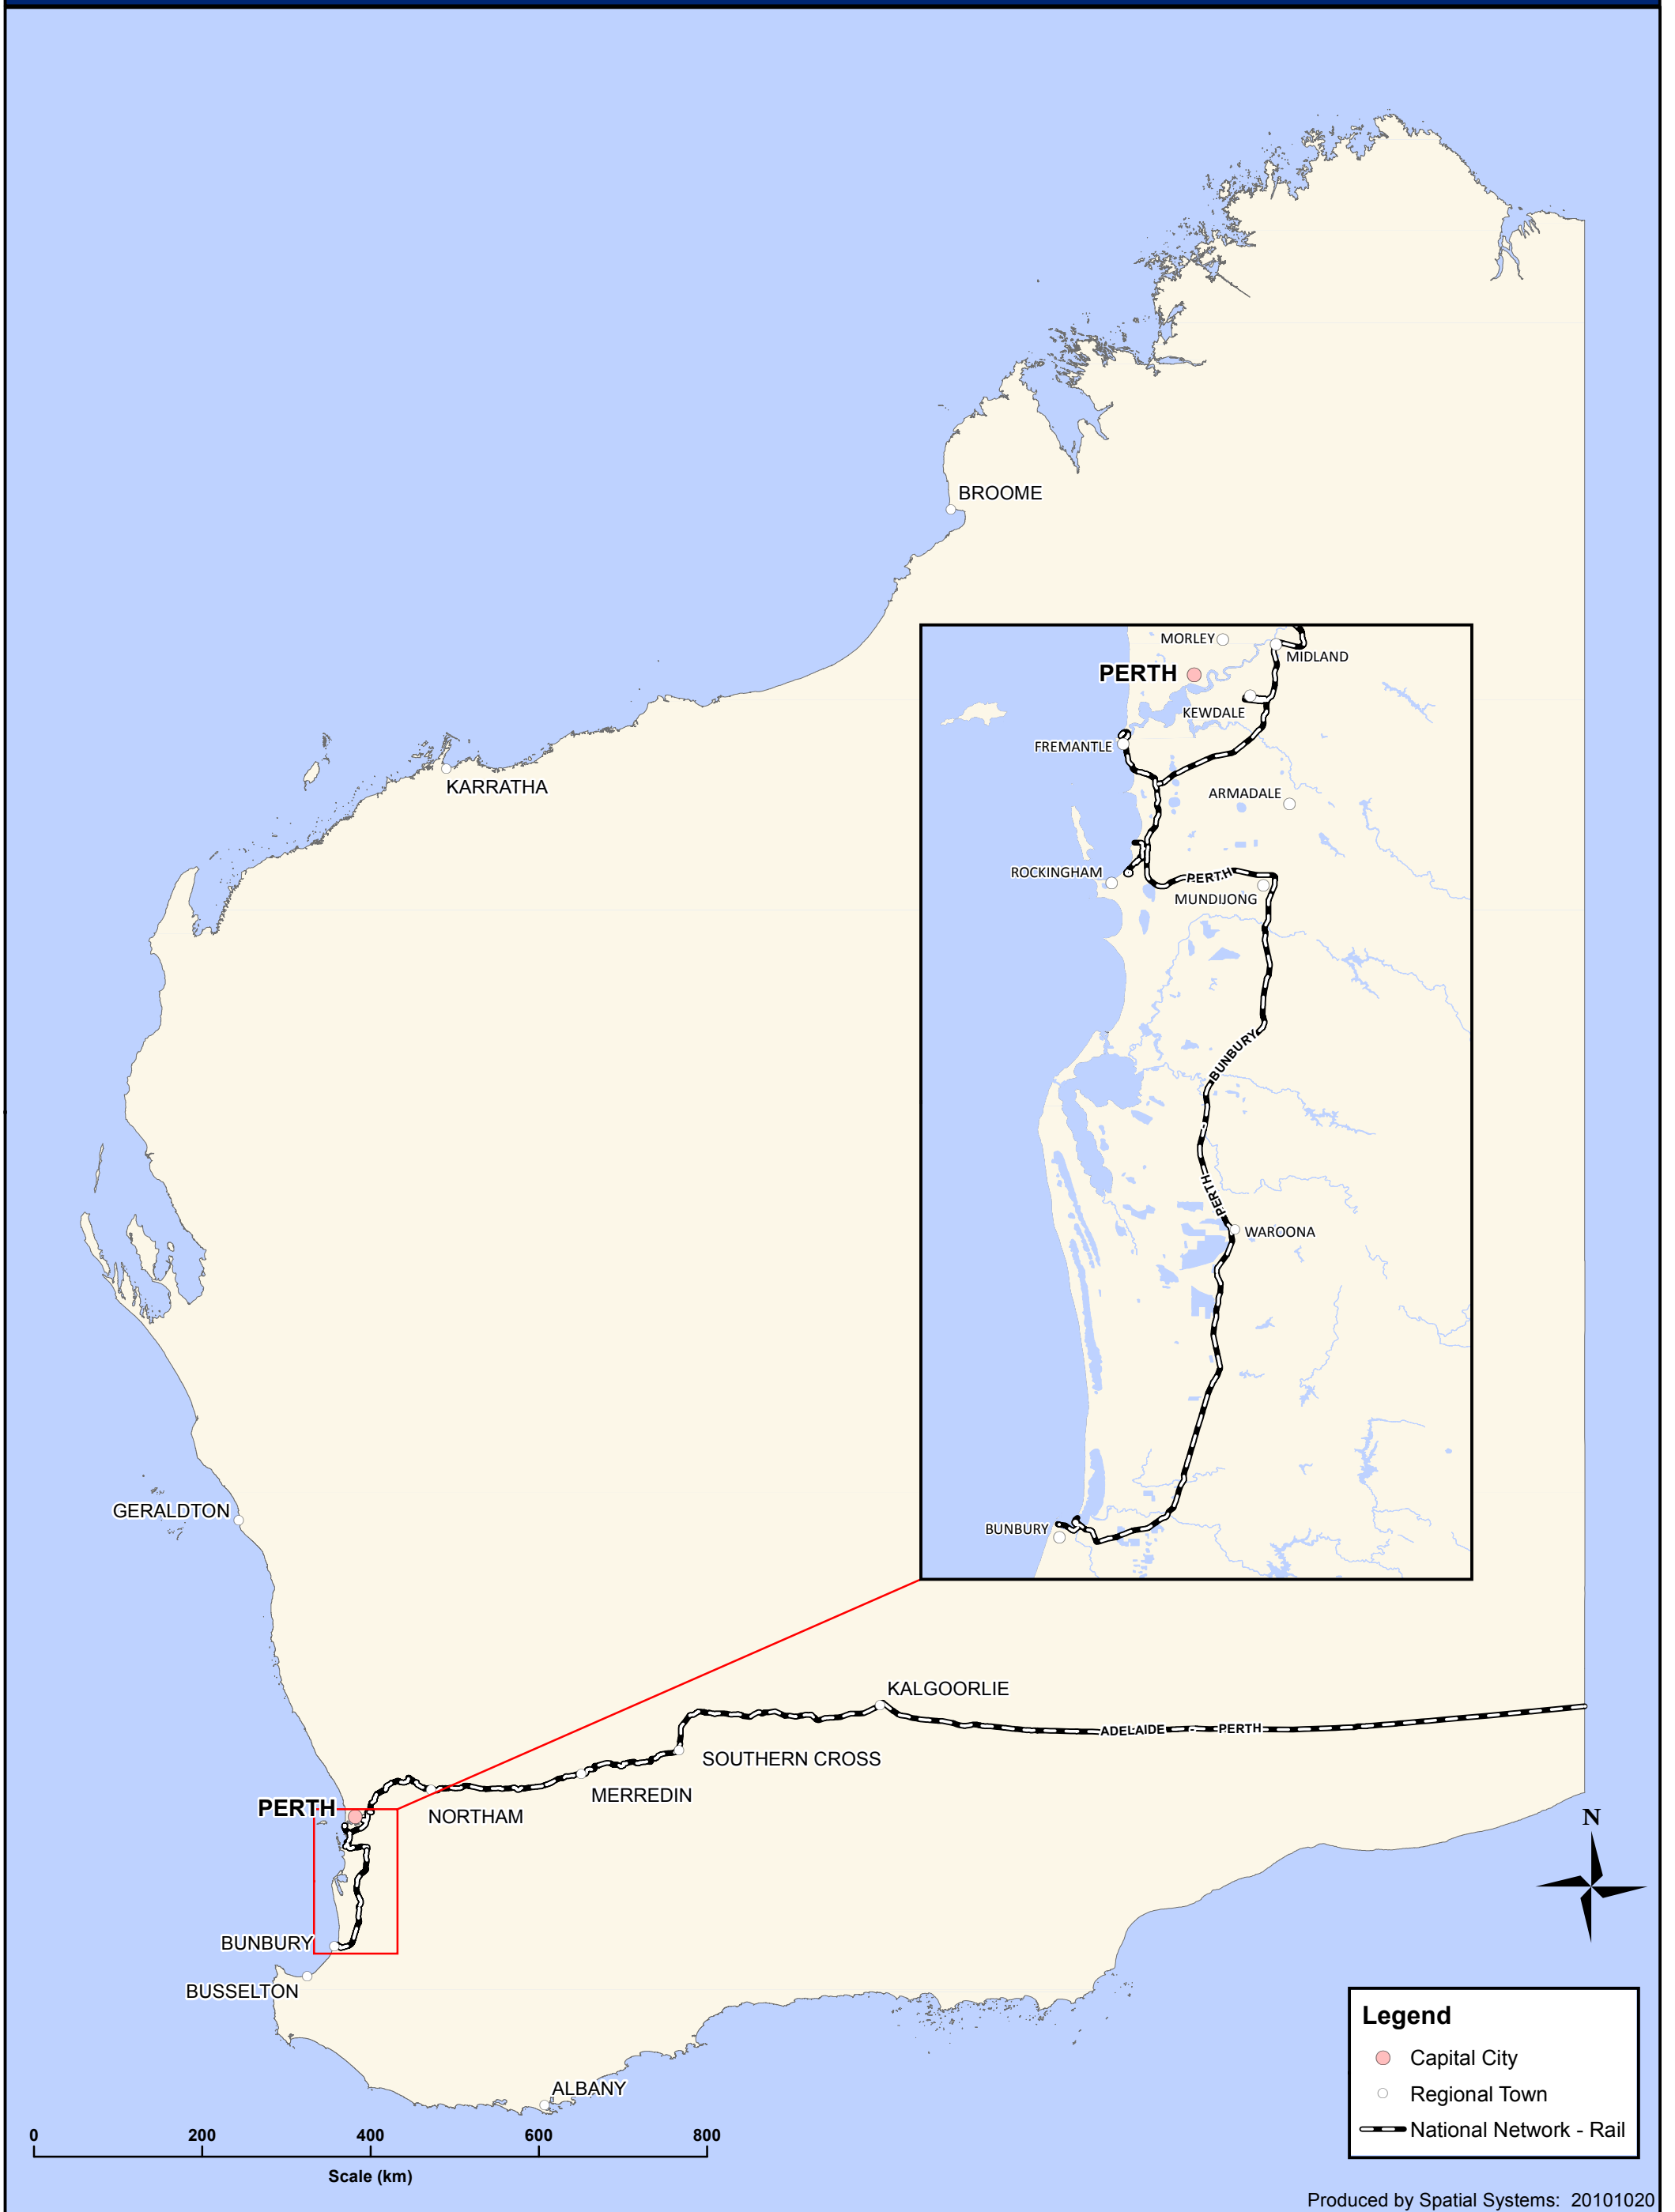 BROOME
MORLEY
MIDLAND
PERTH
KEWDALE
FREMANTLE
KARRATHA
ARMADALE
ROCKINGHAM
PERTH
MUNDIJONG
BUNBURY
-
PERTH
WAROONA
GERALDTON
BUNBURY
KALGOORLIE
ADELAIDE - PERTH
SOUTHERN CROSS
MERREDIN
PERTH
NORTHAM
N
BUNBURY
BUSSELTON
ALBANY
Legend
Capital City
Regional Town
National Network - Rail
0 200 400 600 800
Scale (km)
Produced by Spatial Systems: 20101020